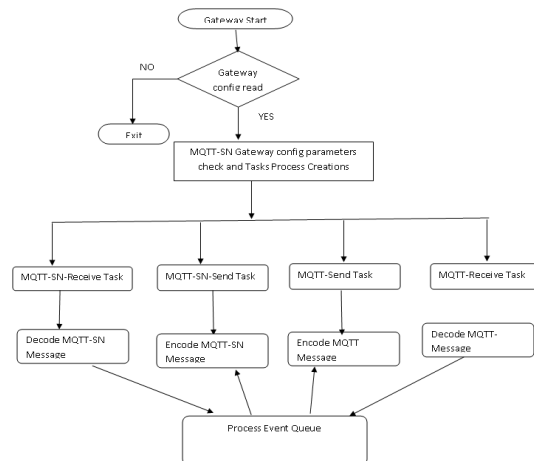 Gateway Start
NO
Gateway
config read
YES
Exit
MQTT-SN Gateway config parameters
check and Tasks Process Creations
MQTT-SN-Receive Task
MQTT-SN-Send Task
MQTT-Send Task
MQTT-Receive Task
Decode MQTT-SN
Message
Encode MQTT-SN
Message
Encode MQTT
Message
Decode MQTT-
Message
Process Event Queue